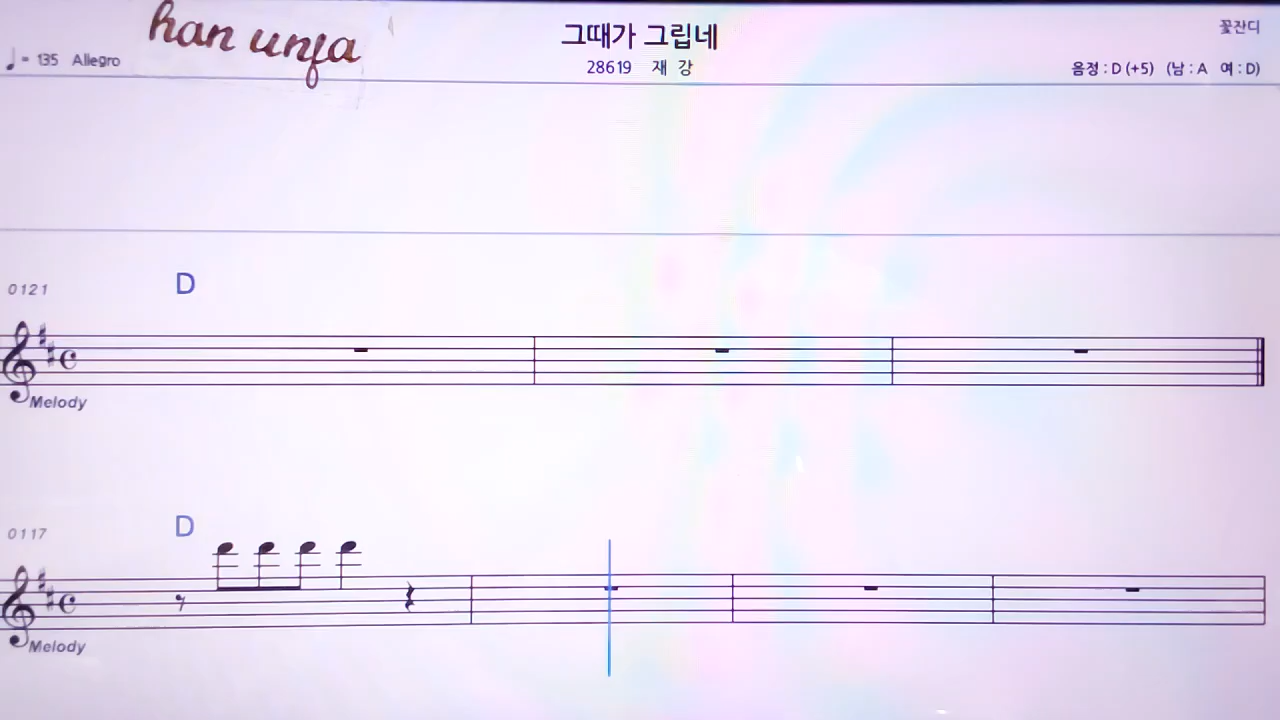 han unfa
그때가 그립네
꽃잔디
♩= 135 Allegro
28619 재 강
음정 : D (+5) (남 : A 여 : D)
0121
D
Melody
0117
D
Melody